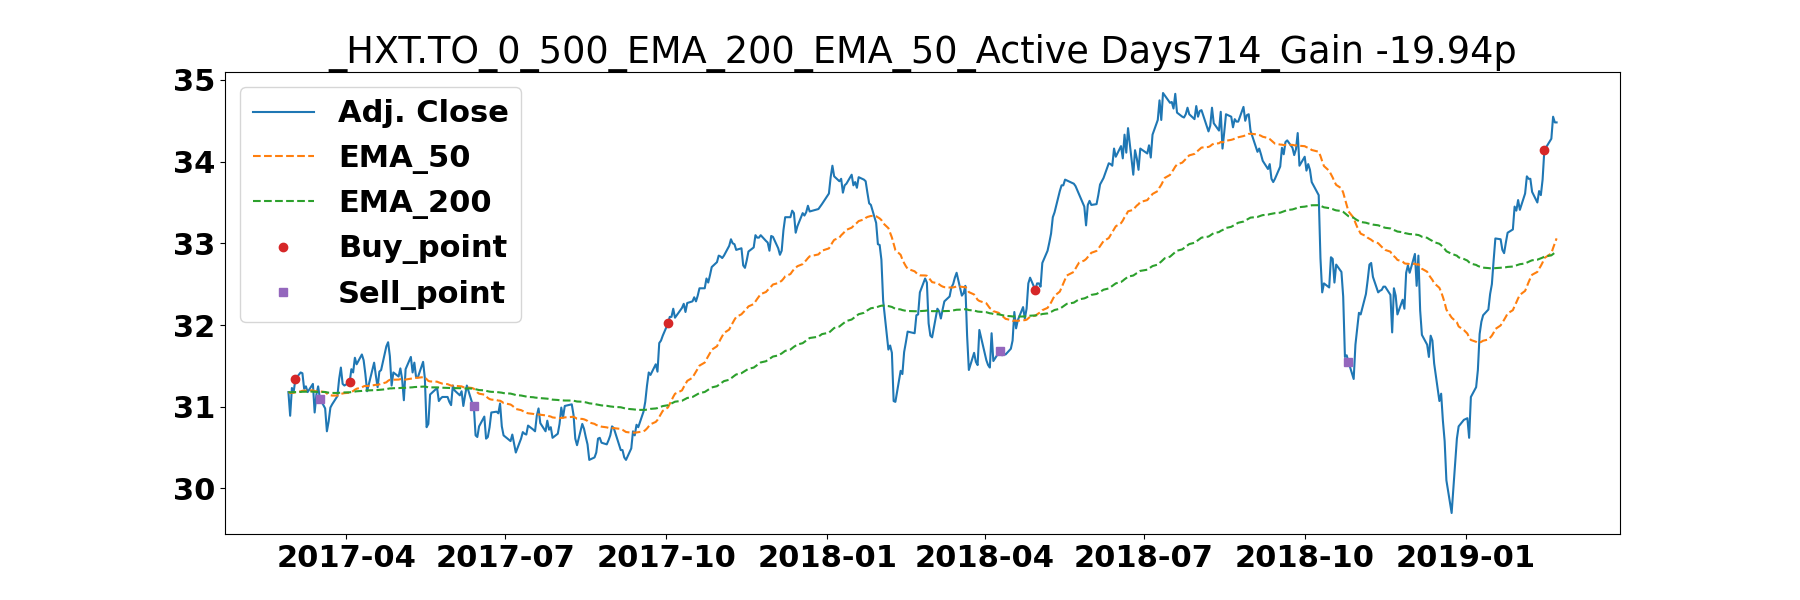 _HXT.TO_0_500_EMA_200_EMA_50_Active Days714_Gain -19.94p
35
34
33
32
31
30
Adj. Close
EMA_50
EMA_200
Buy_point
Sell_point
2017-04 2017-07 2017-10 2018-01 2018-04 2018-07 2018-10 2019-01